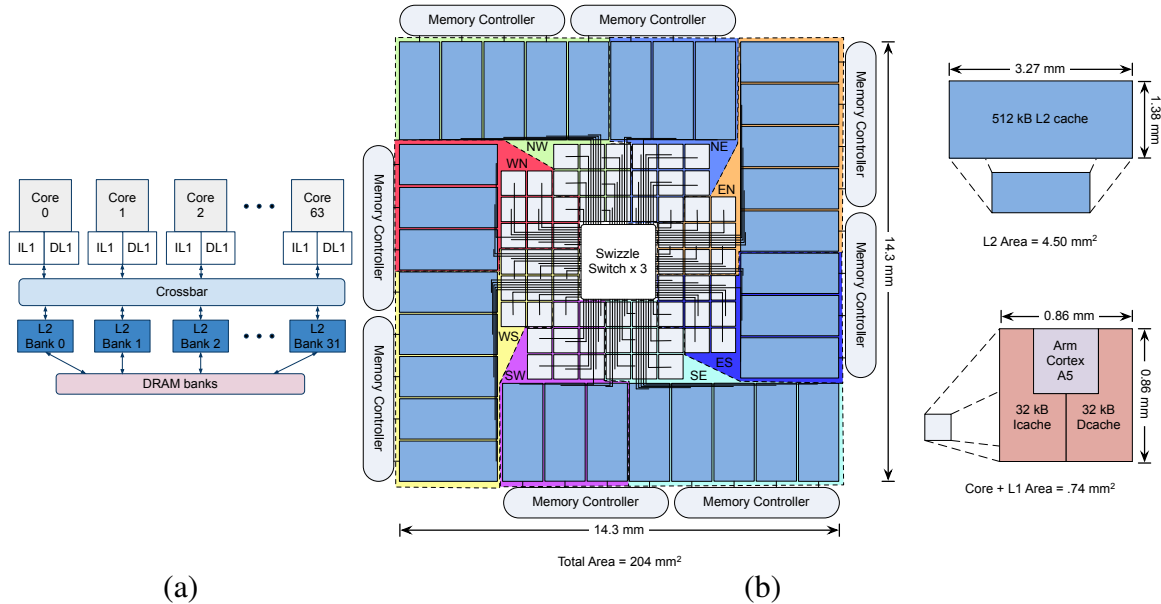 Core
0
Core
1
Core
2
Core
63
IL1
DL1
IL1
DL1
IL1
DL1
IL1
DL1
Crossbar
L2
Bank 0
L2
Bank 1
L2
Bank 2
L2
Bank 31
DRAM banks
(a)
Memory Controller
Memory Controller
Memory Controller
Memory Controller
Memory Controller
Memory Controller
Memory Controller
Memory Controller
NW
NE
WN
EN
Swizzle
Switch x 3
WS
ES
SW
SE
14.3 mm
14.3 mm
Total Area = 204 mm²
3.27 mm
512 kB L2 cache
1.38 mm
L2 Area = 4.50 mm²
0.86 mm
Arm
Cortex
A5
32 kB
Icache
32 kB
Dcache
0.86 mm
Core + L1 Area = .74 mm²
(b)